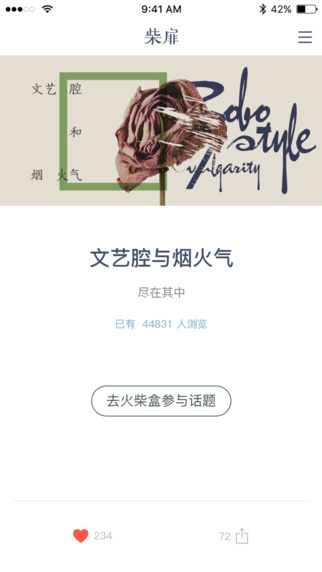 9:41 AM 42%
柴扉
文艺 腔
和
烟 火气
Bobo
style
vulgarity
文艺腔与烟火气
尽在其中
已有 44831 人浏览
去火柴盒参与话题
234 72